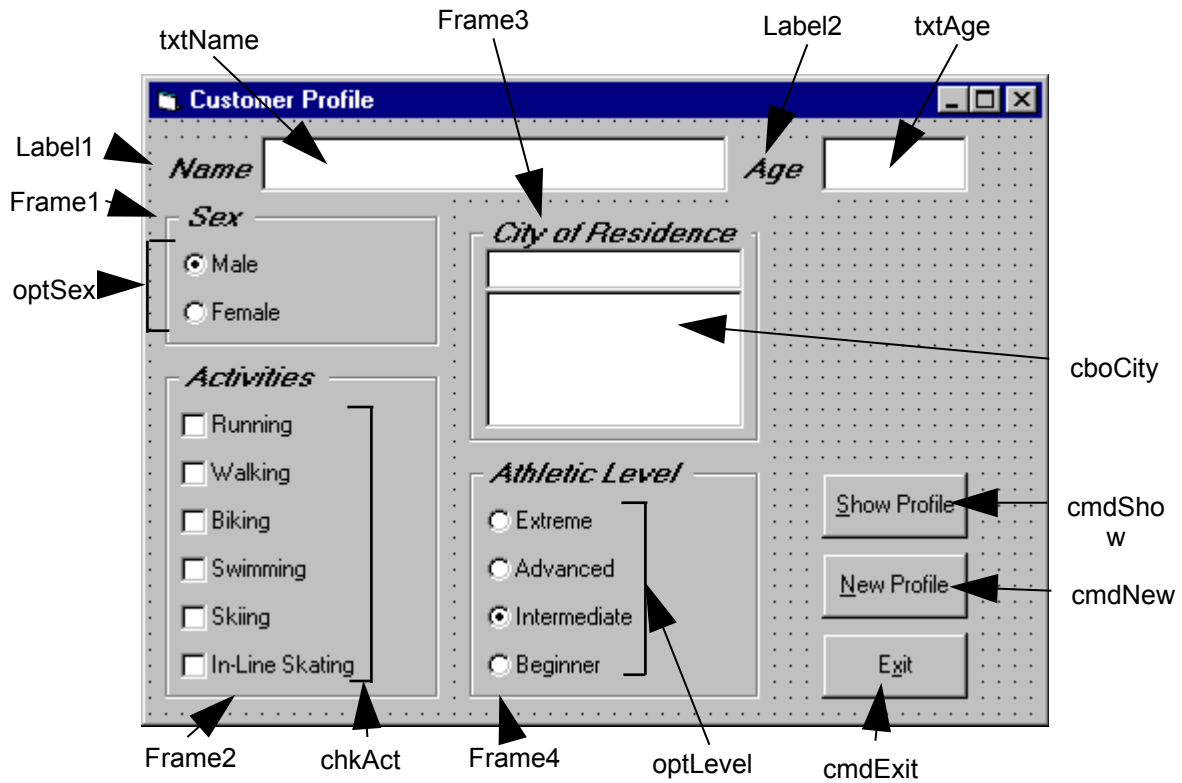 Frame3
Label2
txtAge
txtName
Customer Profile
Label1
Name
Age
Frame1
Sex
City of Residence
Male
optSex
Female
cboCity
Activities
Running
Walking
Athletic Level
Show Profile
cmdSho
w
Biking
Extreme
Swimming
Advanced
New Profile
cmdNew
Skiing
Intermediate
In-Line Skating
Beginner
Exit
Frame2
chkAct
Frame4
optLevel
cmdExit